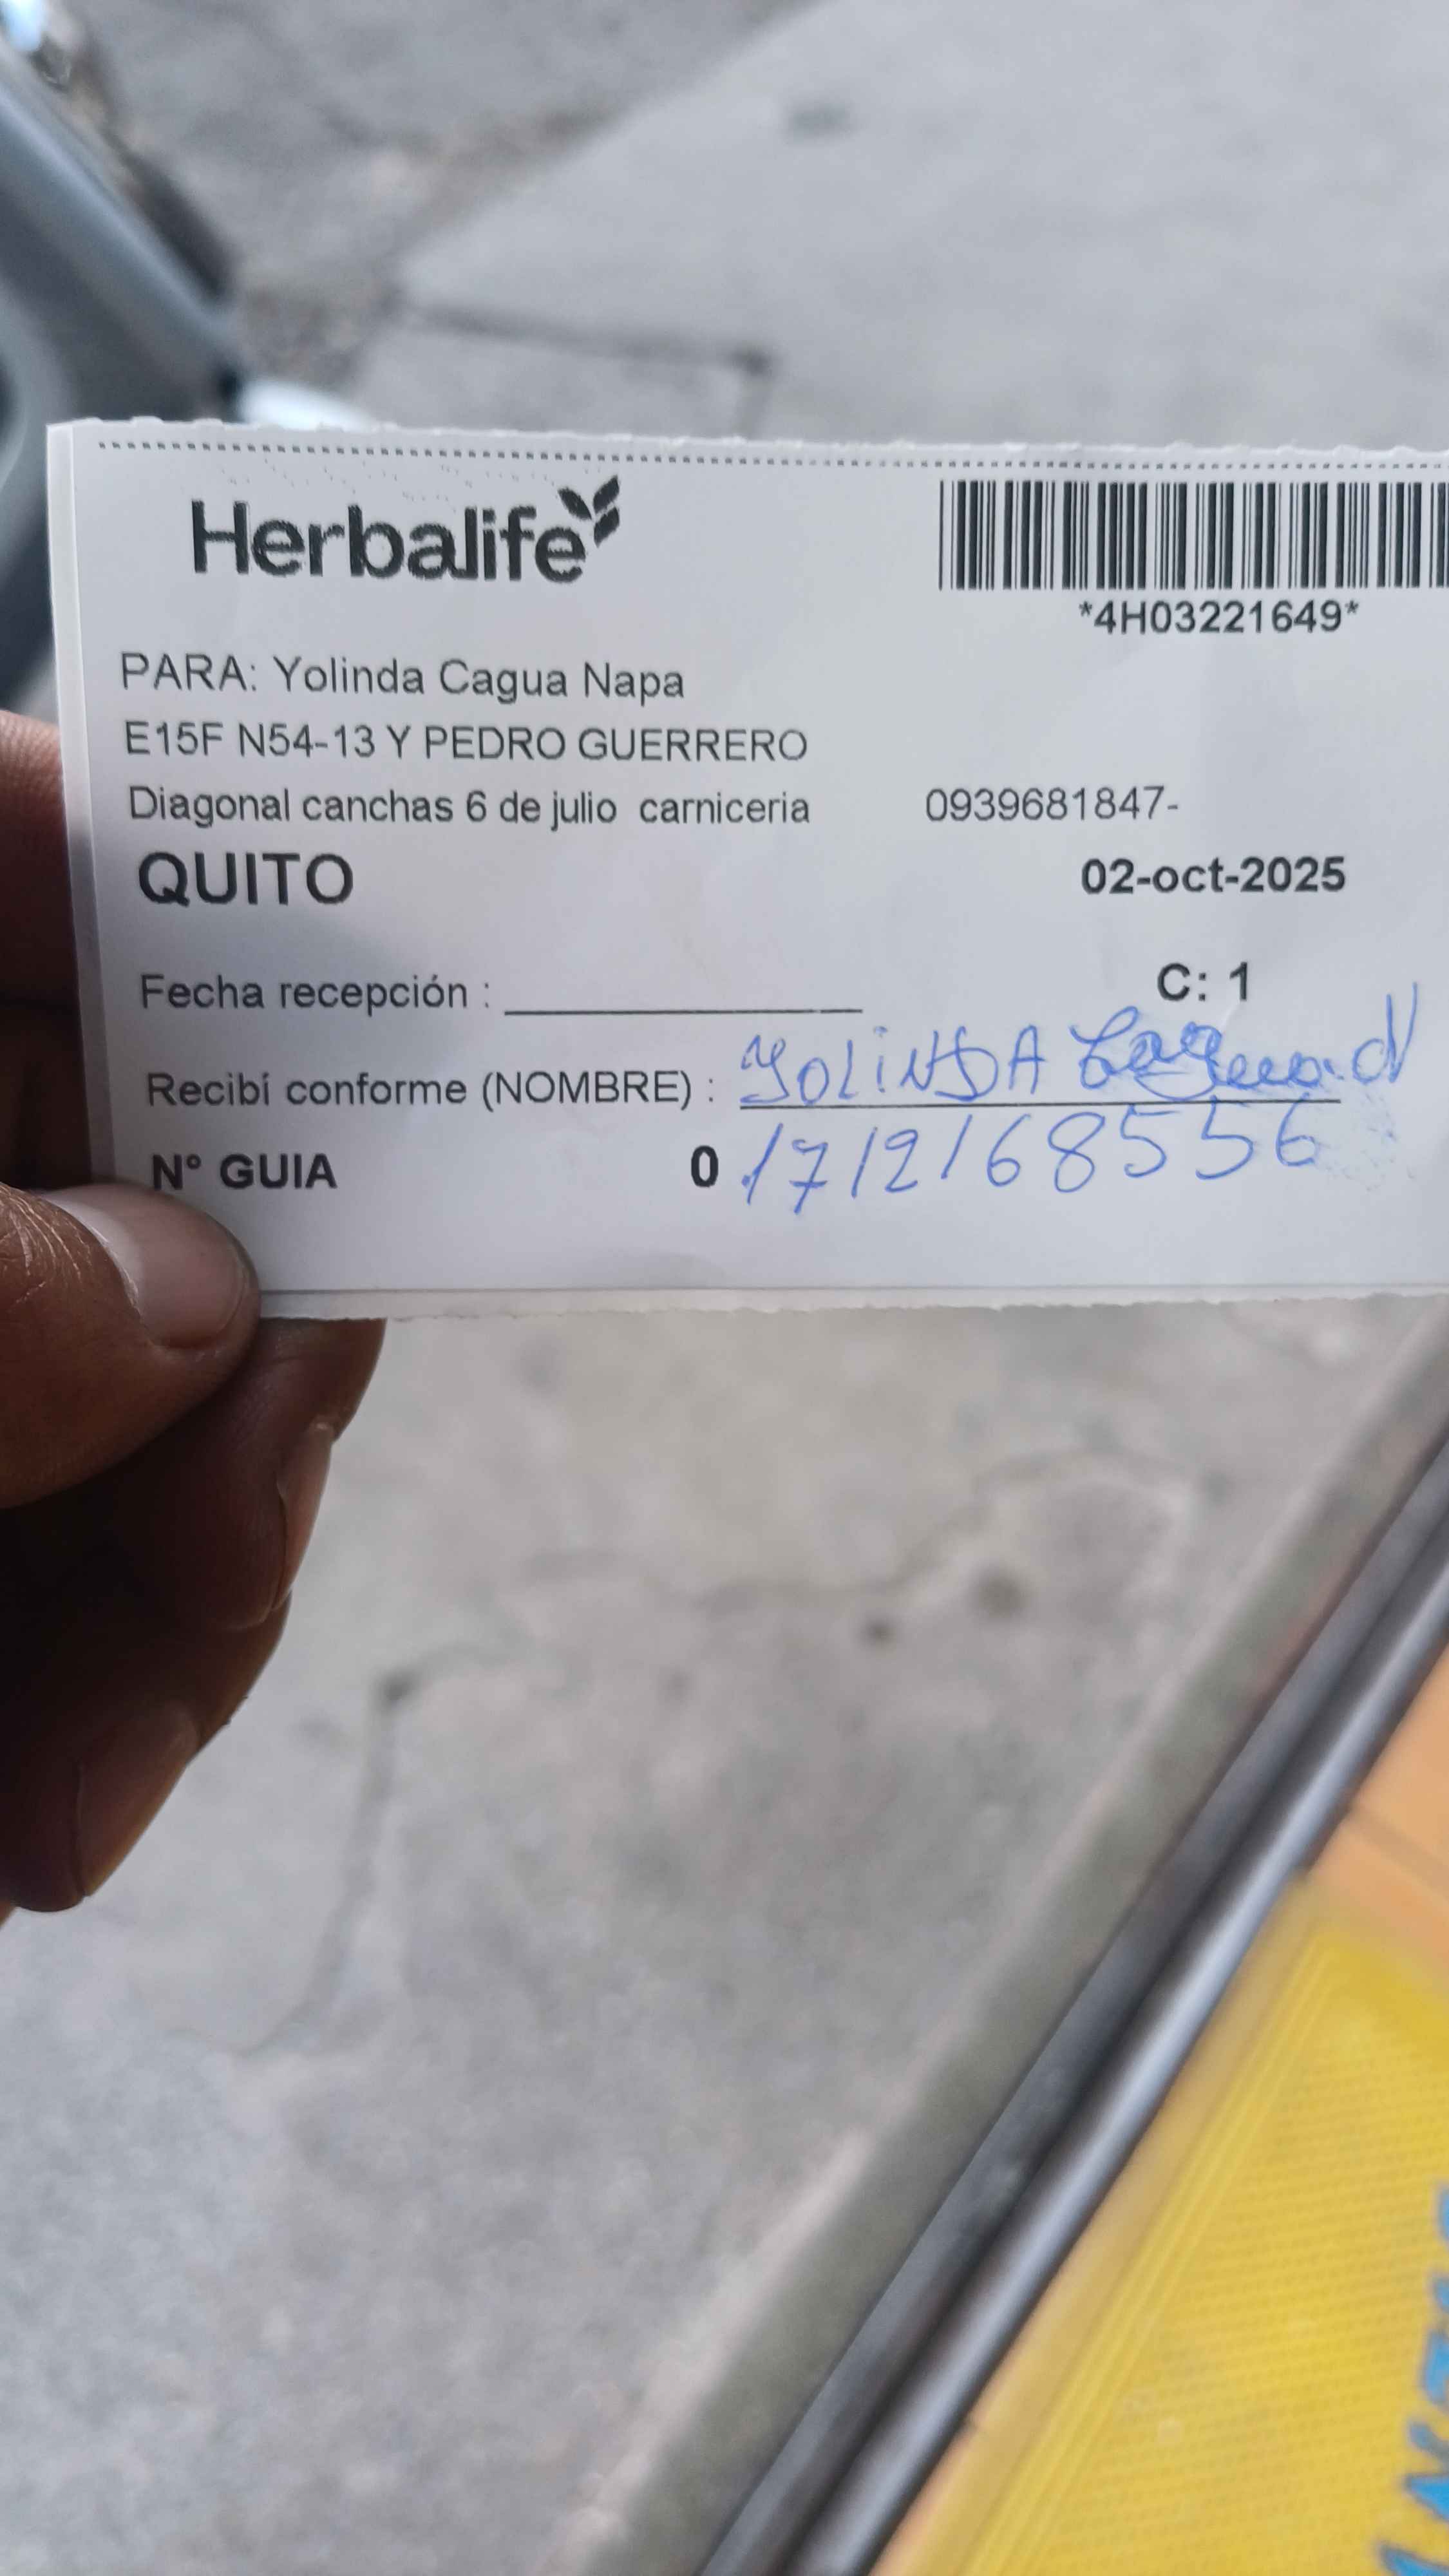 Herbalife
*4H03221649*
PARA: Yolinda Cagua Napa
E15F N54-13 Y PEDRO GUERRERO
Diagonal canchas 6 de julio carniceria 0939681847-
QUITO 02-oct-2025
Fecha recepción : C: 1
Recibí conforme (NOMBRE) : YOLINDA
N° GUIA 0 1712168556